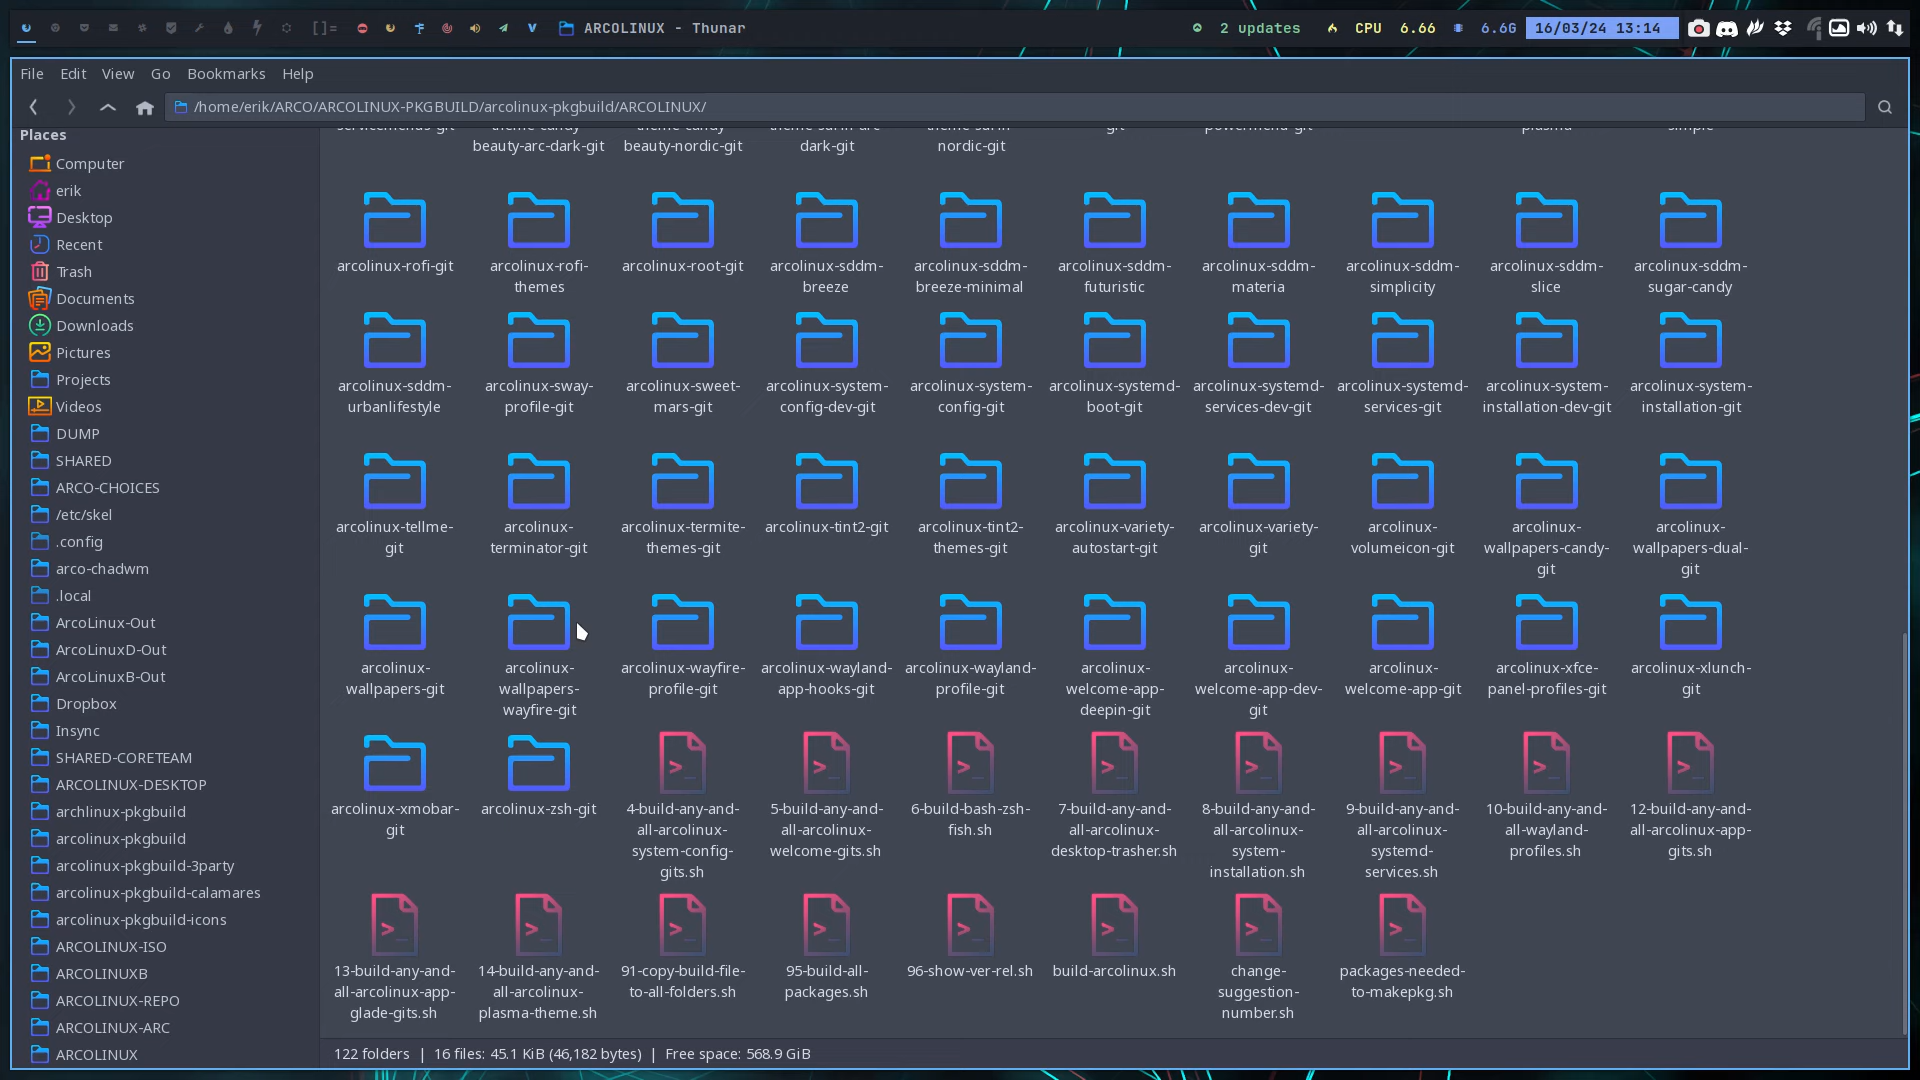 []=
ARCOLINUX - Thunar
2 updates
CPU 6.66
6.6G
16/03/24 13:14
File Edit View Go Bookmarks Help
/home/erik/ARCO/ARCOLINUX-PKGBUILD/arcolinux-pkgbuild/ARCOLINUX/
Places
Computer
erik
Desktop
Recent
Trash
Documents
Downloads
Pictures
Projects
Videos
DUMP
SHARED
ARCO-CHOICES
/etc/skel
.config
arco-chadwm
.local
ArcoLinux-Out
ArcoLinuxD-Out
ArcoLinuxB-Out
Dropbox
Insync
SHARED-CORETEAM
ARCOLINUX-DESKTOP
archlinux-pkgbuild
arcolinux-pkgbuild
arcolinux-pkgbuild-3party
arcolinux-pkgbuild-calamares
arcolinux-pkgbuild-icons
ARCOLINUX-ISO
ARCOLINUXB
ARCOLINUX-REPO
ARCOLINUX-ARC
ARCOLINUX
beauty-arc-dark-git
beauty-nordic-git
dark-git
nordic-git
arcolinux-rofi-git
arcolinux-rofi-
themes
arcolinux-root-git
arcolinux-sddm-
breeze
arcolinux-sddm-
breeze-minimal
arcolinux-sddm-
futuristic
arcolinux-sddm-
materia
arcolinux-sddm-
simplicity
arcolinux-sddm-
slice
arcolinux-sddm-
sugar-candy
arcolinux-sddm-
urbanlifestyle
arcolinux-sway-
profile-git
arcolinux-sweet-
mars-git
arcolinux-system-
config-dev-git
arcolinux-system-
config-git
arcolinux-systemd-
boot-git
arcolinux-systemd-
services-dev-git
arcolinux-systemd-
services-git
arcolinux-system-
installation-dev-git
arcolinux-system-
installation-git
arcolinux-tellme-
git
arcolinux-
terminator-git
arcolinux-termite-
themes-git
arcolinux-tint2-git
arcolinux-tint2-
themes-git
arcolinux-variety-
autostart-git
arcolinux-variety-
git
arcolinux-
volumeicon-git
arcolinux-
wallpapers-candy-
git
arcolinux-
wallpapers-dual-
git
arcolinux-
wallpapers-git
arcolinux-
wallpapers-
wayfire-git
arcolinux-wayfire-
profile-git
arcolinux-wayland-
app-hooks-git
arcolinux-wayland-
profile-git
arcolinux-
welcome-app-
deepin-git
arcolinux-
welcome-app-dev-
git
arcolinux-
welcome-app-git
arcolinux-xfce-
panel-profiles-git
arcolinux-xlunch-
git
arcolinux-xmobar-
git
arcolinux-zsh-git
4-build-any-and-
all-arcolinux-
system-config-
gits.sh
5-build-any-and-
all-arcolinux-
welcome-gits.sh
6-build-bash-zsh-
fish.sh
7-build-any-and-
all-arcolinux-
desktop-trasher.sh
8-build-any-and-
all-arcolinux-
system-
installation.sh
9-build-any-and-
all-arcolinux-
systemd-
services.sh
10-build-any-and-
all-wayland-
profiles.sh
12-build-any-and-
all-arcolinux-app-
gits.sh
13-build-any-and-
all-arcolinux-app-
glade-gits.sh
14-build-any-and-
all-arcolinux-
plasma-theme.sh
91-copy-build-file-
to-all-folders.sh
95-build-all-
packages.sh
96-show-ver-rel.sh
build-arcolinux.sh
change-
suggestion-
number.sh
packages-needed-
to-makepkg.sh
122 folders | 16 files: 45.1 KiB (46,182 bytes) | Free space: 568.9 GiB